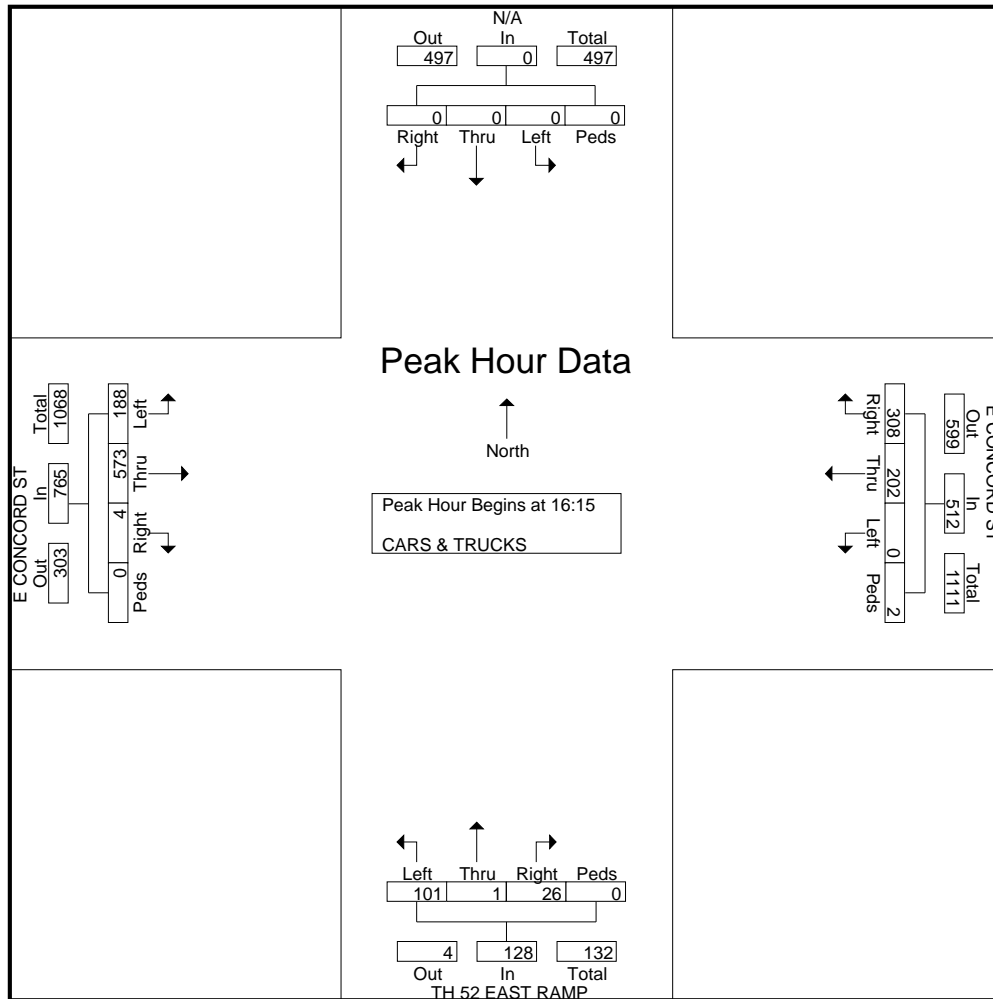 N/A
Out In Total
497 0 497
0 0 0 0
Right Thru Left Peds
Peak Hour Data
North
Peak Hour Begins at 16:15
CARS & TRUCKS
E CONCORD ST
Out In Total
303 765 1068
Left Thru Right Peds
188 573 4 0
E CONCORD ST
Out In Total
599 512 1111
Right Thru Left Peds
308 202 0 2
Left Thru Right Peds
101 1 26 0
4 128 132
Out In Total
TH 52 EAST RAMP